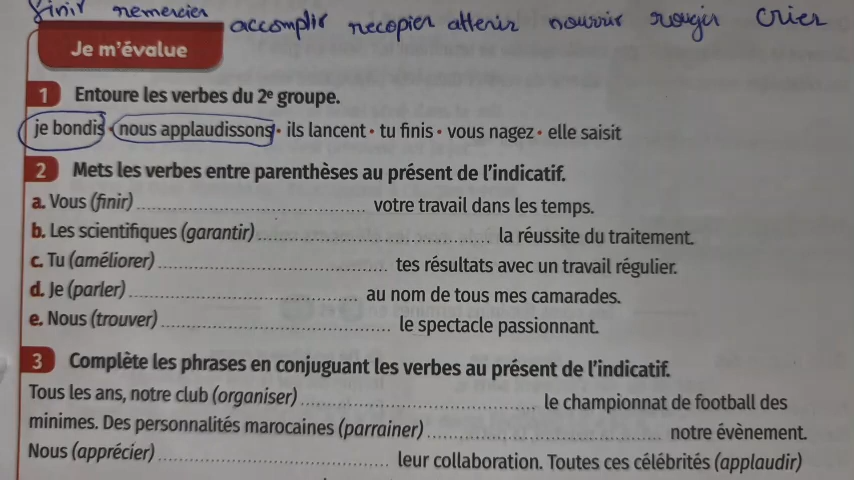 finir remercier accomplir recopier atterir nourrir rougir crier
Je m'évalue
1 Entoure les verbes du 2e groupe.
je bondis • nous applaudissons • ils lancent • tu finis • vous nagez • elle saisit
2 Mets les verbes entre parenthèses au présent de l'indicatif.
a. Vous (finir) ........................................ votre travail dans les temps.
b. Les scientifiques (garantir) ........................................ la réussite du traitement.
c. Tu (améliorer) ........................................ tes résultats avec un travail régulier.
d. Je (parler) ........................................ au nom de tous mes camarades.
e. Nous (trouver) ........................................ le spectacle passionnant.
3 Complète les phrases en conjuguant les verbes au présent de l'indicatif.
Tous les ans, notre club (organiser) ........................................ le championnat de football des
minimes. Des personnalités marocaines (parrainer) ........................................ notre évènement.
Nous (apprécier) ........................................ leur collaboration. Toutes ces célébrités (applaudir)